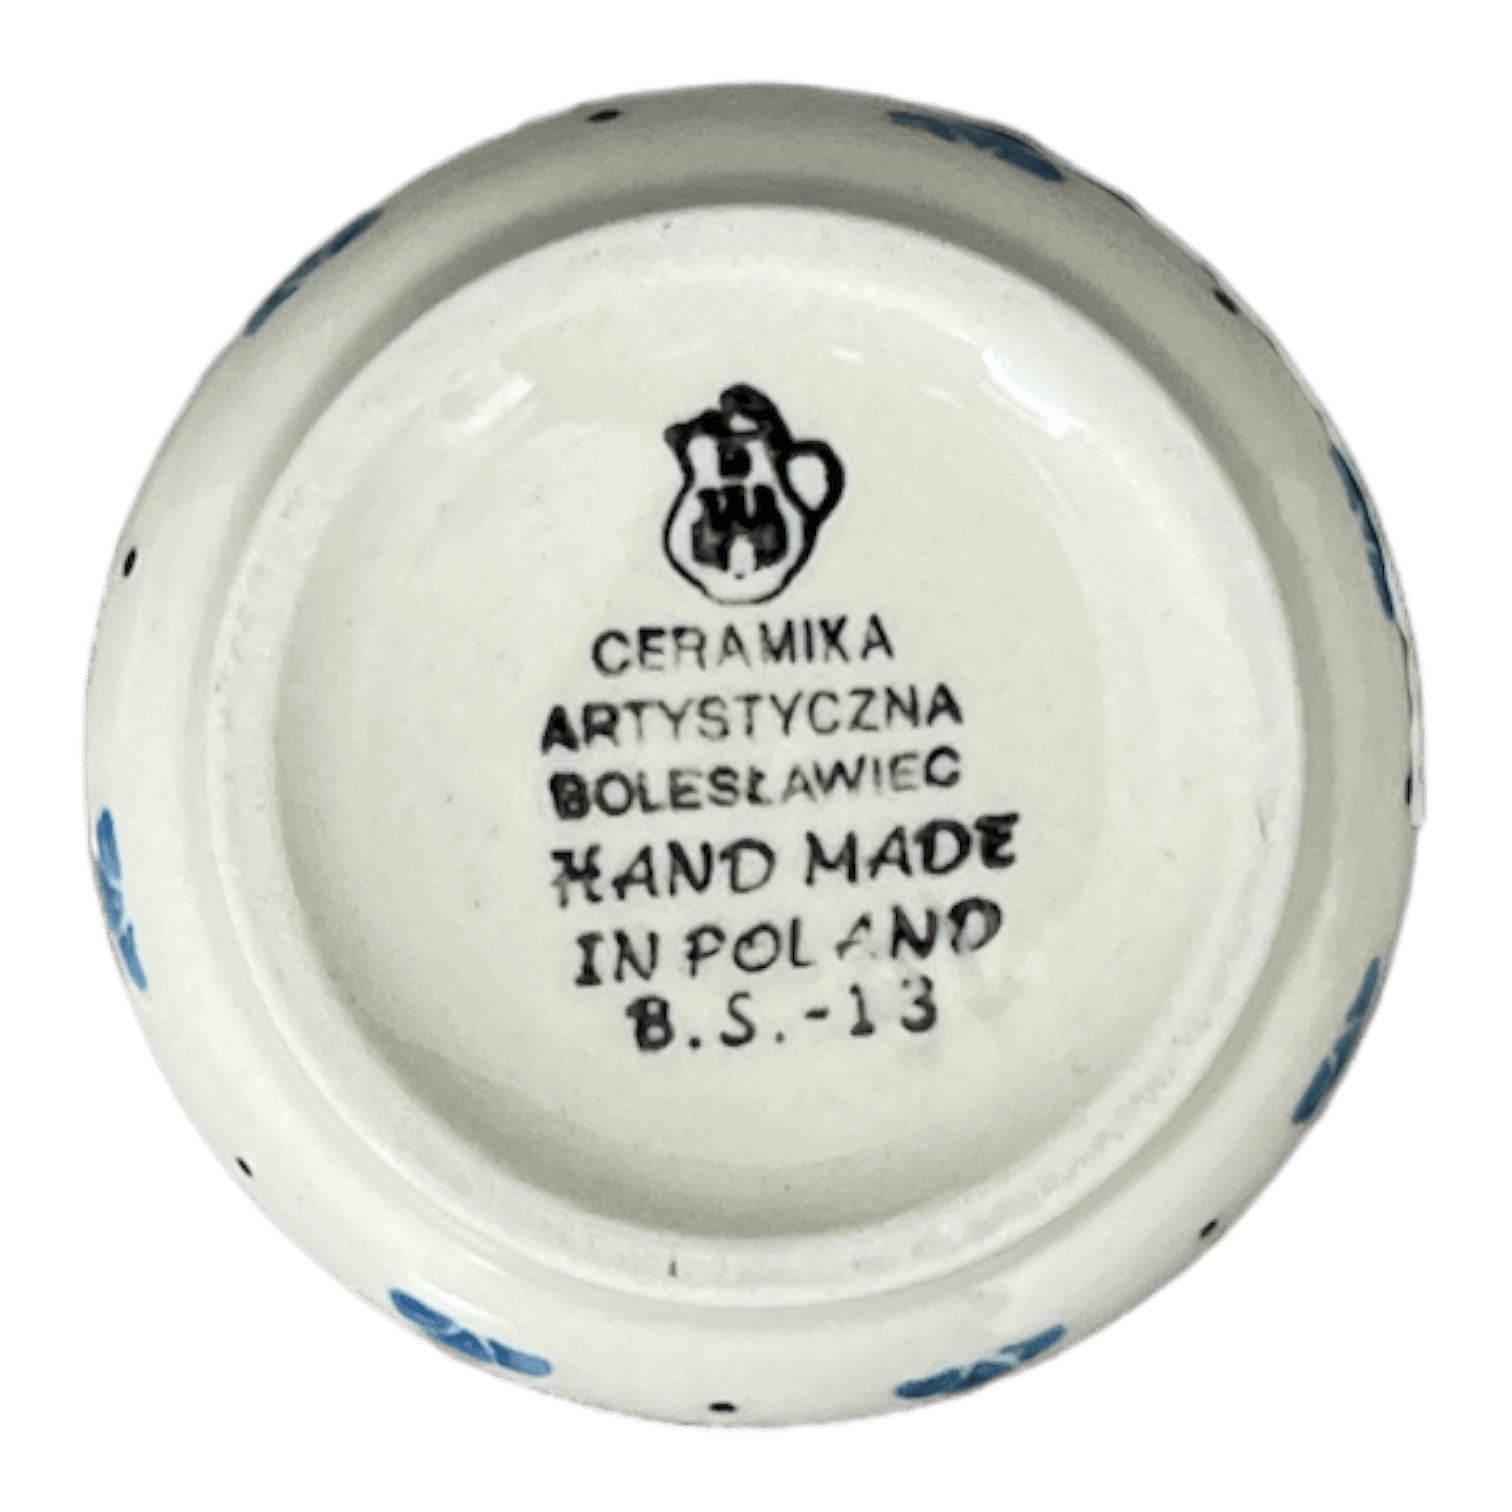 CERAMIKA
ARTYSTYCZNA
BOLESŁAWIEC
HAND MADE
IN POLAND
B.S.-13